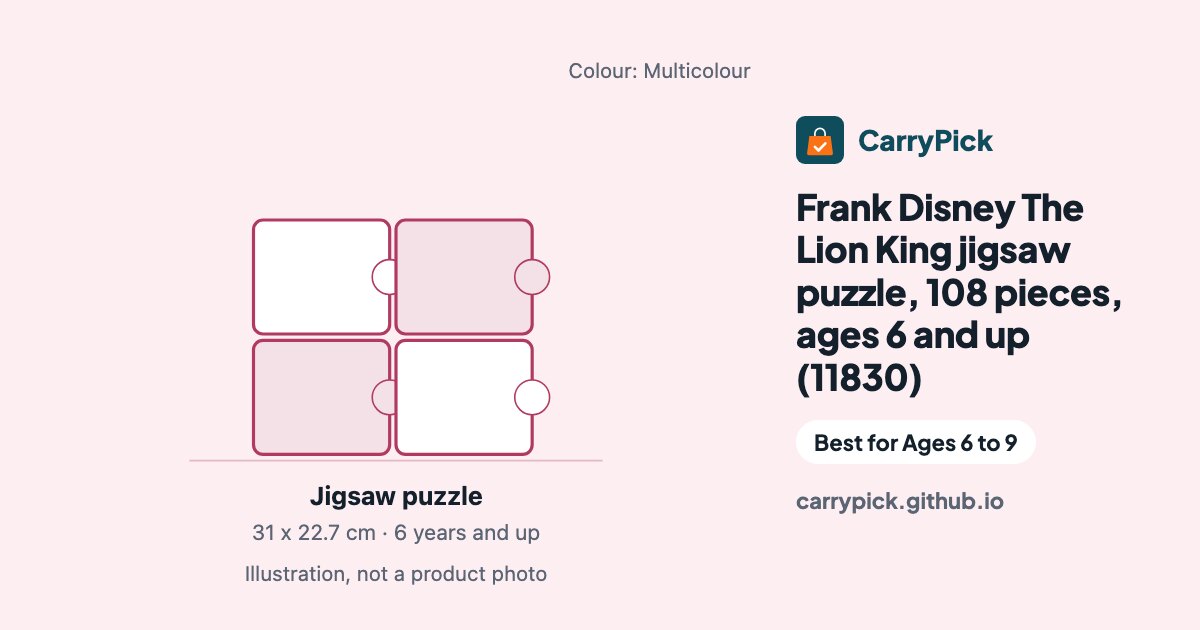 Colour: Multicolour
CarryPick
Frank Disney The
Lion King jigsaw
puzzle, 108 pieces,
ages 6 and up
(11830)
Best for Ages 6 to 9
carrypick.github.io
Jigsaw puzzle
31 x 22.7 cm · 6 years and up
Illustration, not a product photo